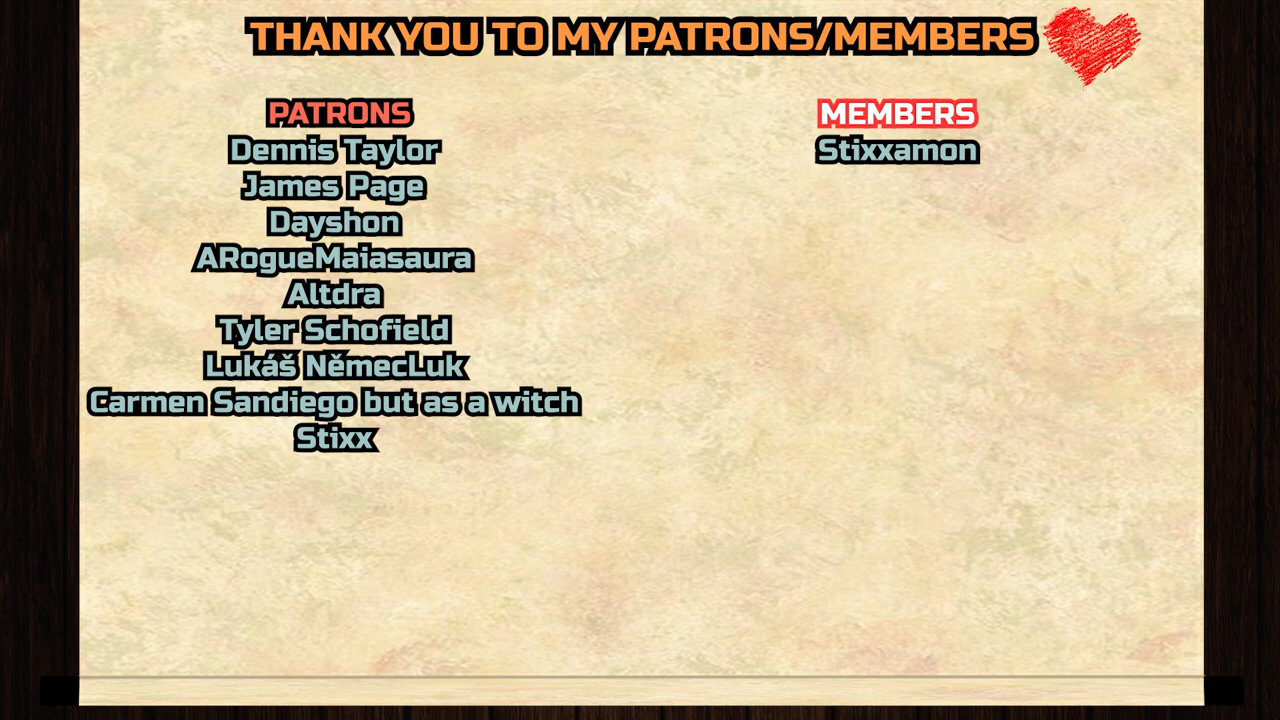 THANK YOU TO MY PATRONS/MEMBERS
PATRONS
Dennis Taylor
James Page
Dayshon
ARogueMaiasaura
Altdra
Tyler Schofield
Lukáš NěmecLuk
Carmen Sandiego but as a witch
Stixx
MEMBERS
Stixxamon